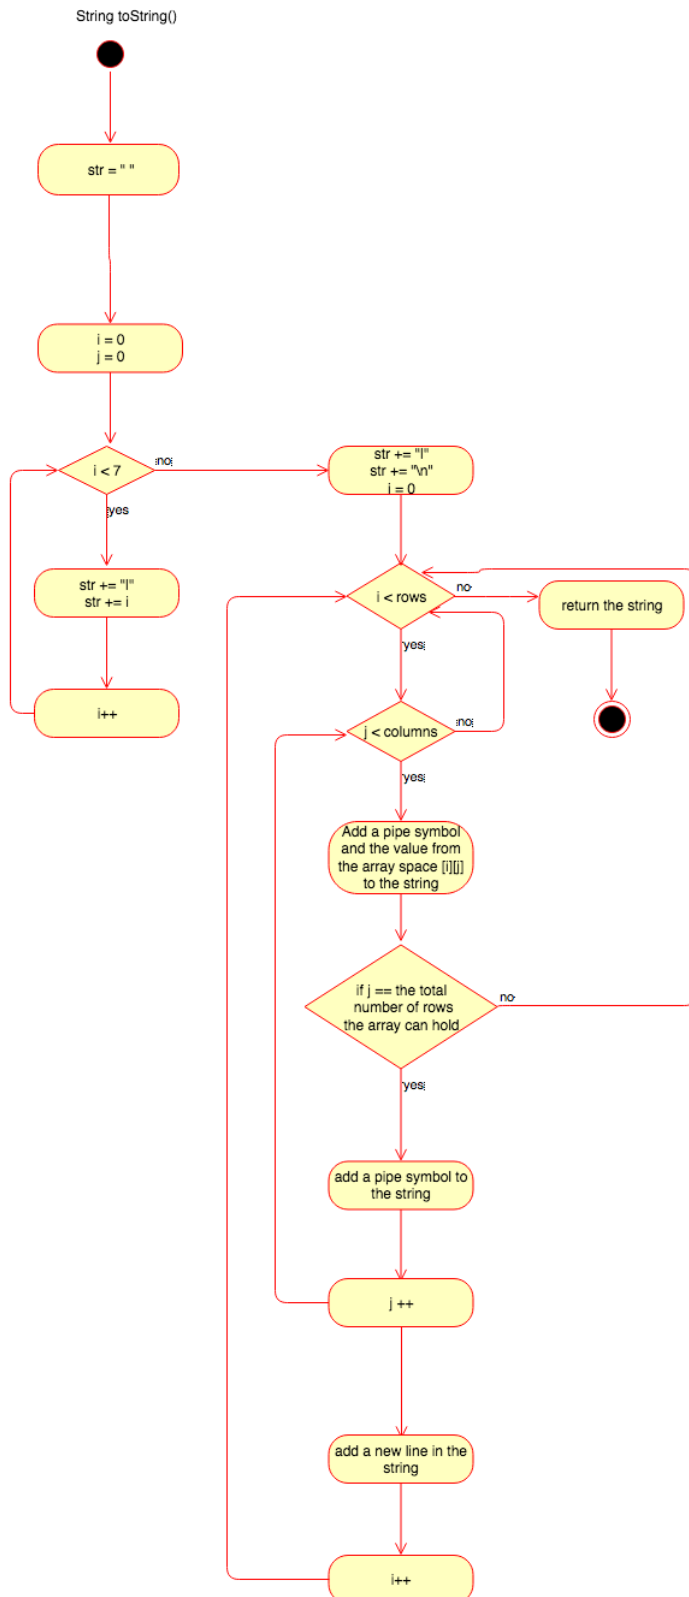 String toString()
str = " "
i = 0
j = 0
i < 7
no
yes
str += "|"
str += i
i++
str += "|"
str += "\n"
i = 0
i < rows
no
return the string
yes
j < columns
no
yes
Add a pipe symbol
and the value from
the array space [i][j]
to the string
if j == the total
number of rows
the array can hold
no
yes
add a pipe symbol to
the string
j ++
add a new line in the
string
i++